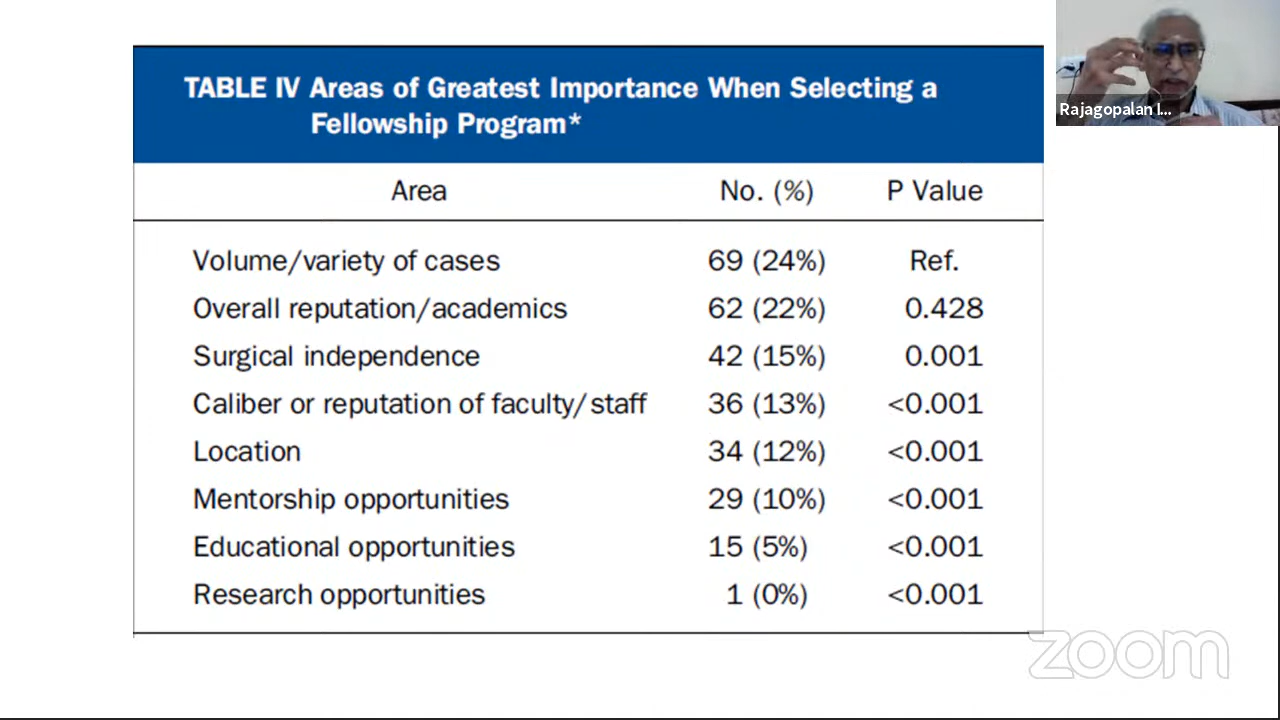 TABLE IV Areas of Greatest Importance When Selecting a
Fellowship Program*
Area No. (%) P Value
Volume/variety of cases 69 (24%) Ref.
Overall reputation/academics 62 (22%) 0.428
Surgical independence 42 (15%) 0.001
Caliber or reputation of faculty/staff 36 (13%) <0.001
Location 34 (12%) <0.001
Mentorship opportunities 29 (10%) <0.001
Educational opportunities 15 (5%) <0.001
Research opportunities 1 (0%) <0.001
Rajagopalan I...
zoom